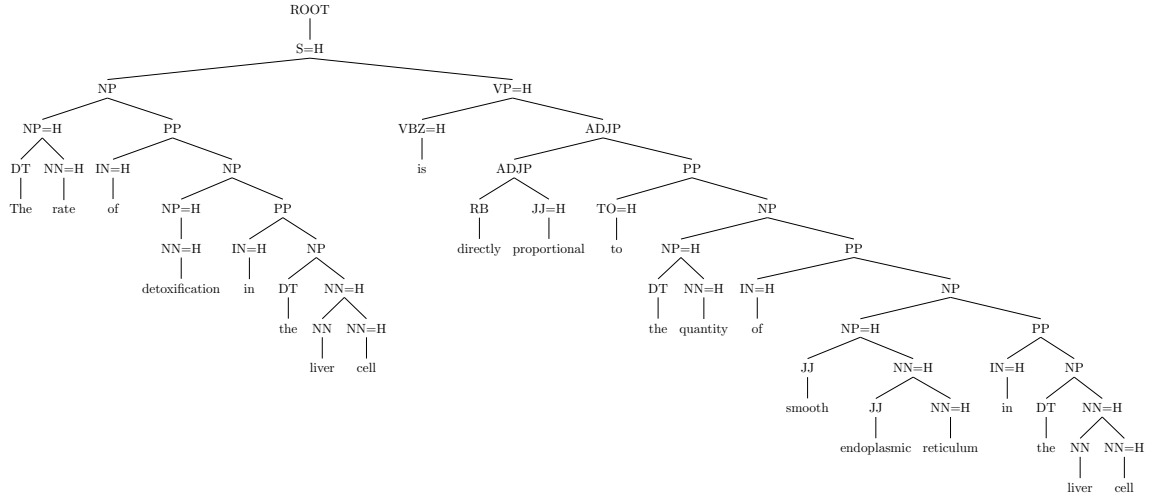 ROOT
S=H
NP VP=H
NP=H PP VBZ=H ADJP
DT NN=H IN=H NP is ADJP PP
The rate of NP=H PP RB JJ=H TO=H NP
NN=H IN=H NP directly proportional to NP=H PP
detoxification in DT NN=H DT NN=H IN=H NP
the NN NN=H the quantity of NP=H PP
liver cell JJ NN=H IN=H NP
smooth JJ NN=H in DT NN=H
endoplasmic reticulum the NN NN=H
liver cell